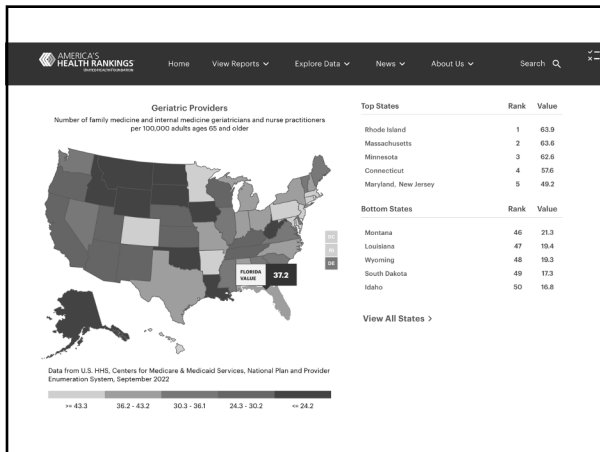 AMERICA'S
HEALTH RANKINGS
UNITED HEALTH FOUNDATION
Home View Reports Explore Data News About Us Search
Geriatric Providers
Number of family medicine and internal medicine geriatricians and nurse practitioners
per 100,000 adults ages 65 and older
DC
RI
DE
FLORIDA
VALUE
37.2
Data from U.S. HHS, Centers for Medicare & Medicaid Services, National Plan and Provider
Enumeration System, September 2022
>= 43.3 36.2 - 43.2 30.3 - 36.1 24.3 - 30.2 <= 24.2
Top States Rank Value
Rhode Island 1 63.9
Massachusetts 2 63.6
Minnesota 3 62.6
Connecticut 4 57.6
Maryland, New Jersey 5 49.2
Bottom States Rank Value
Montana 46 21.3
Louisiana 47 19.4
Wyoming 48 19.3
South Dakota 49 17.3
Idaho 50 16.8
View All States >